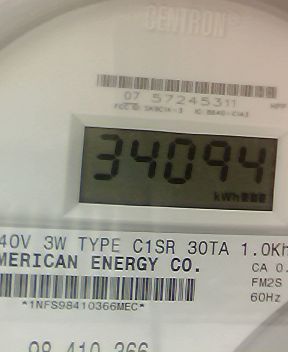 CENTRON®
07 57245311
34094
kWh
40V 3W TYPE C1SR 30TA 1.0Kh
MERICAN ENERGY CO.
CA 0.
FM2S
60Hz
*1NFS98410366MEC*
98 410 366